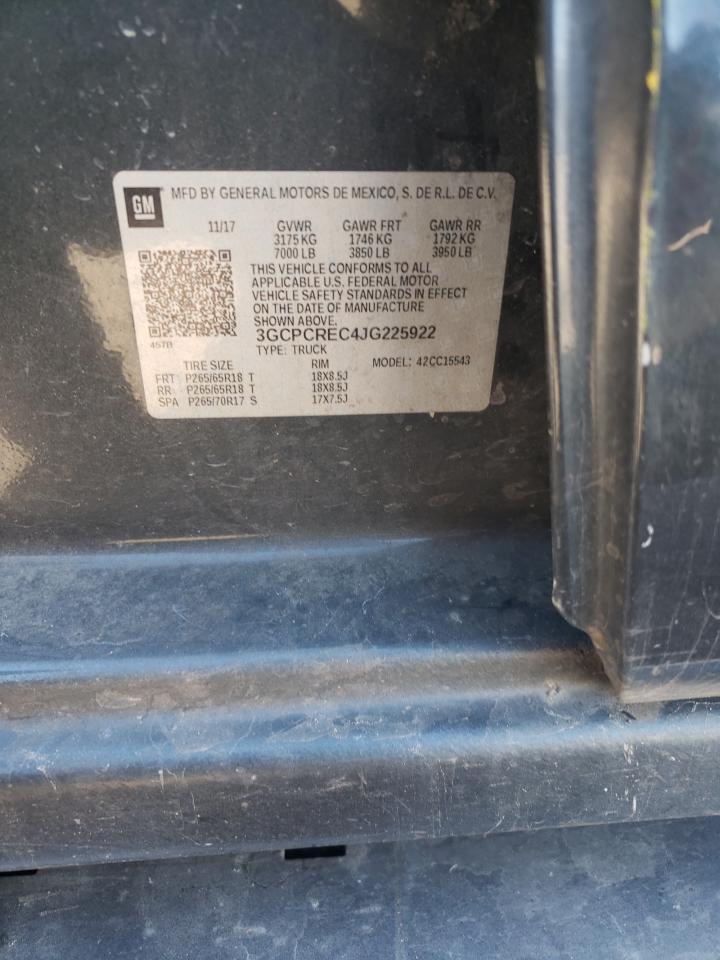 GM MFD BY GENERAL MOTORS DE MEXICO, S. DE R.L. DE C.V.
11/17 GVWR GAWR FRT GAWR RR
3175 KG 1746 KG 1792 KG
7000 LB 3850 LB 3950 LB
THIS VEHICLE CONFORMS TO ALL
APPLICABLE U.S. FEDERAL MOTOR
VEHICLE SAFETY STANDARDS IN EFFECT
ON THE DATE OF MANUFACTURE
SHOWN ABOVE.
3GCPCREC4JG225922
457B
TYPE: TRUCK
MODEL: 42CC15543
TIRE SIZE RIM
FRT P265/65R18 T 18X8.5J
RR P265/65R18 T 18X8.5J
SPA P265/70R17 S 17X7.5J